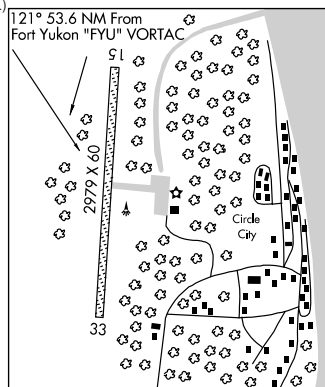 121° 53.6 NM From
Fort Yukon "FYU" VORTAC
15
2979 X 60
Circle
City
33